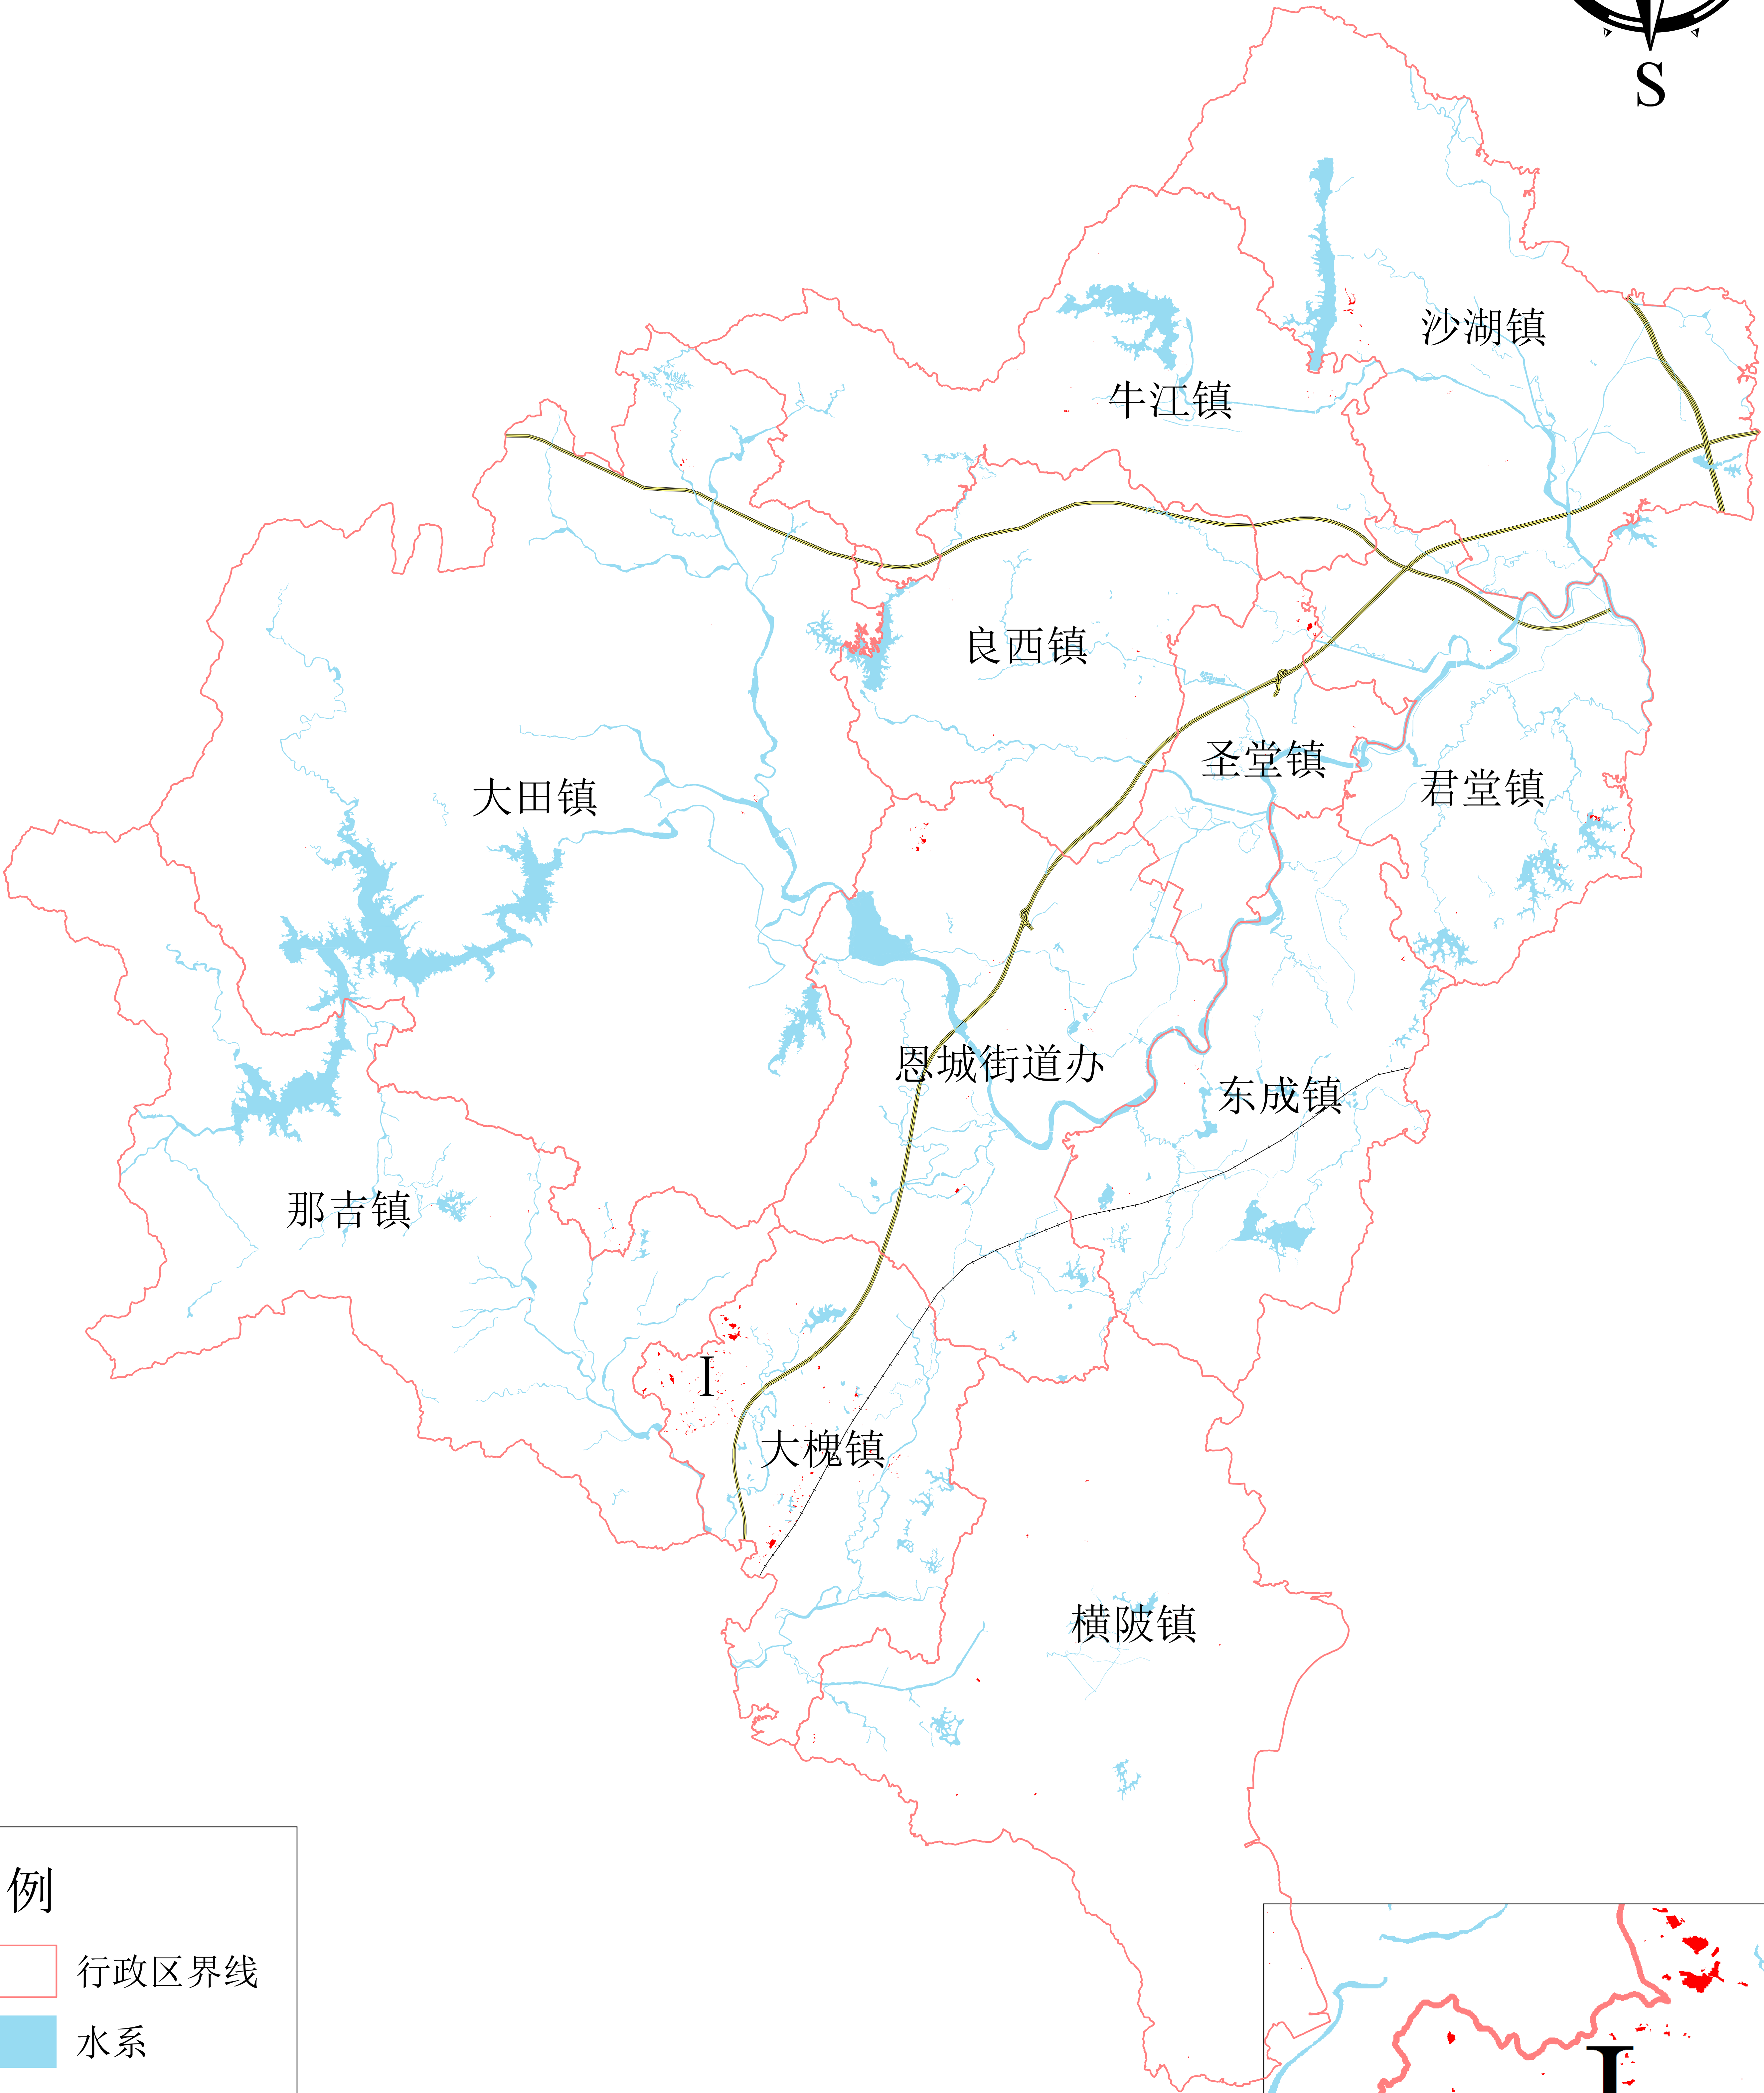 S
沙湖镇
牛江镇
良西镇
圣堂镇
君堂镇
大田镇
恩城街道办
东成镇
那吉镇
I
大槐镇
横陂镇
例
行政区界线
水系
I